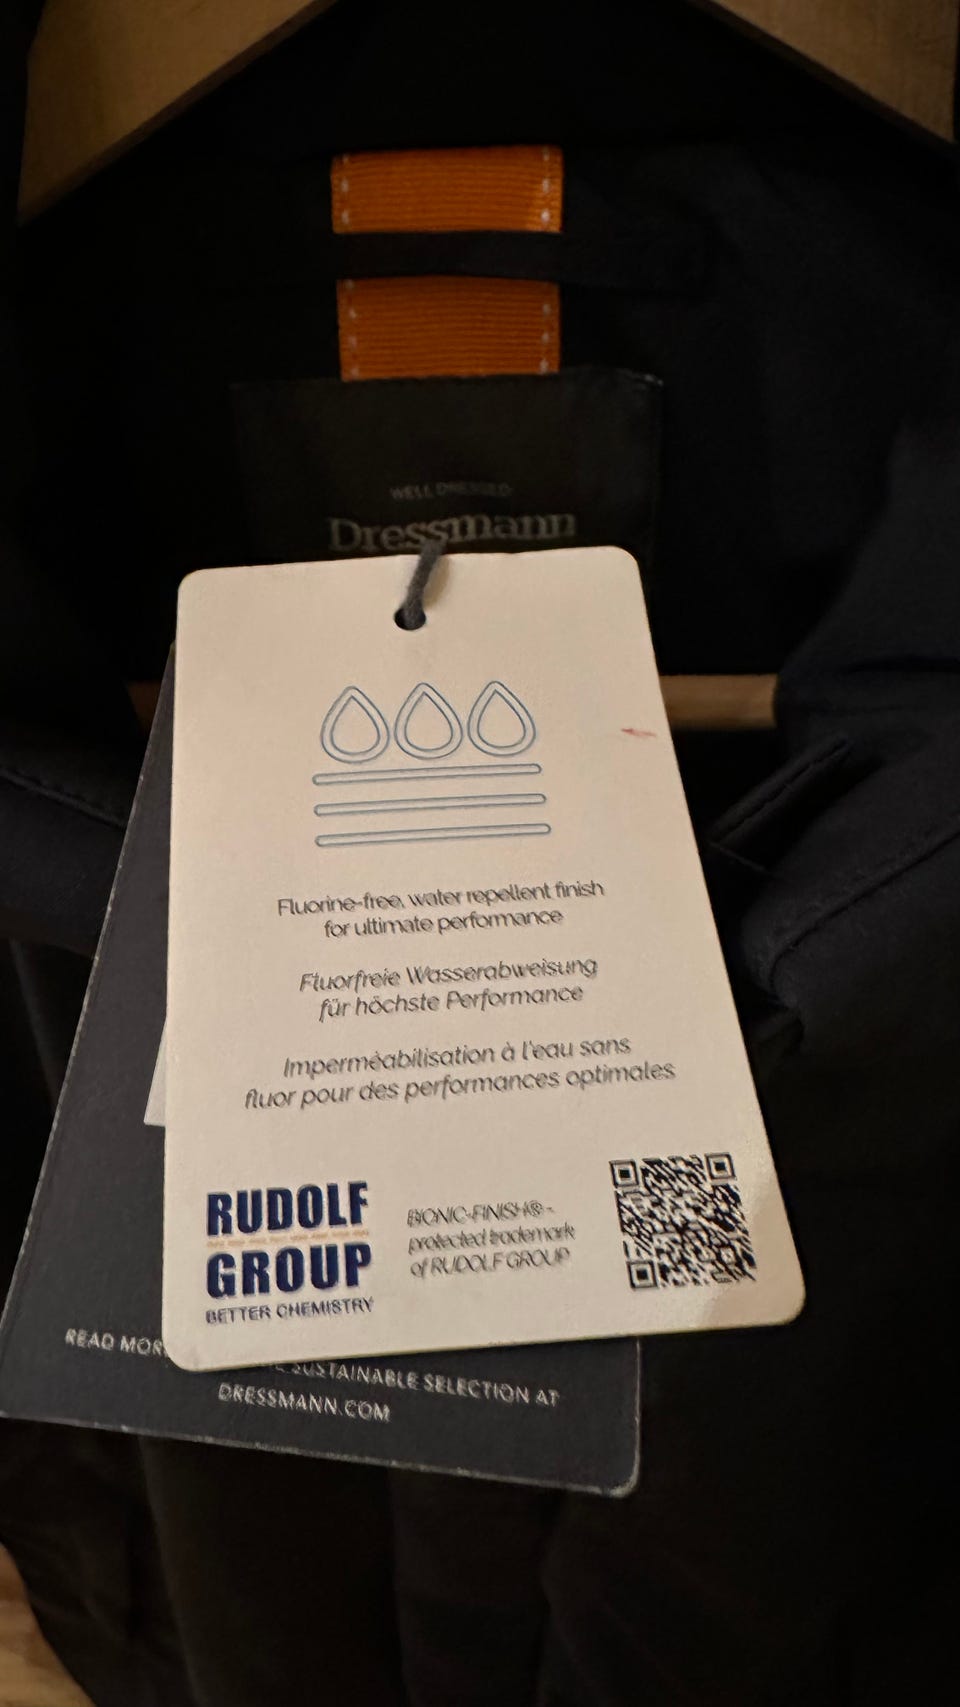 WELL DRESSED
Dressmann
Fluorine-free, water repellent finish
for ultimate performance
Fluorfreie Wasserabweisung
für höchste Performance
Imperméabilisation à l'eau sans
fluor pour des performances optimales
RUDOLF
GROUP
BETTER CHEMISTRY
BIONIC-FINISH® -
protected trademark
of RUDOLF GROUP
READ MOR
SUSTAINABLE SELECTION AT
DRESSMANN.COM